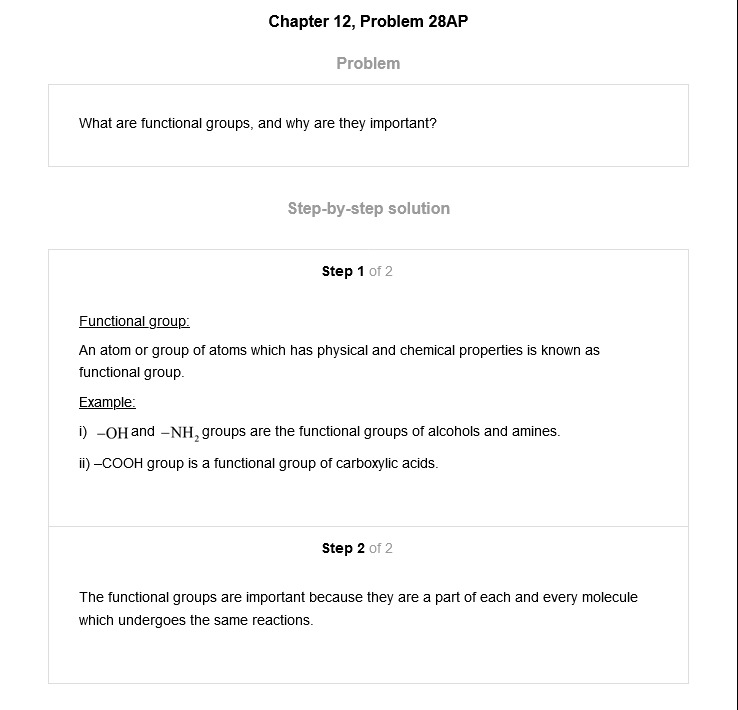 Chapter 12, Problem 28AP
Problem
What are functional groups, and why are they important?
Step-by-step solution
Step 1 of 2
Functional group:
An atom or group of atoms which has physical and chemical properties is known as
functional group.
Example:
i) –OH and –NH₂ groups are the functional groups of alcohols and amines.
ii) –COOH group is a functional group of carboxylic acids.
Step 2 of 2
The functional groups are important because they are a part of each and every molecule
which undergoes the same reactions.